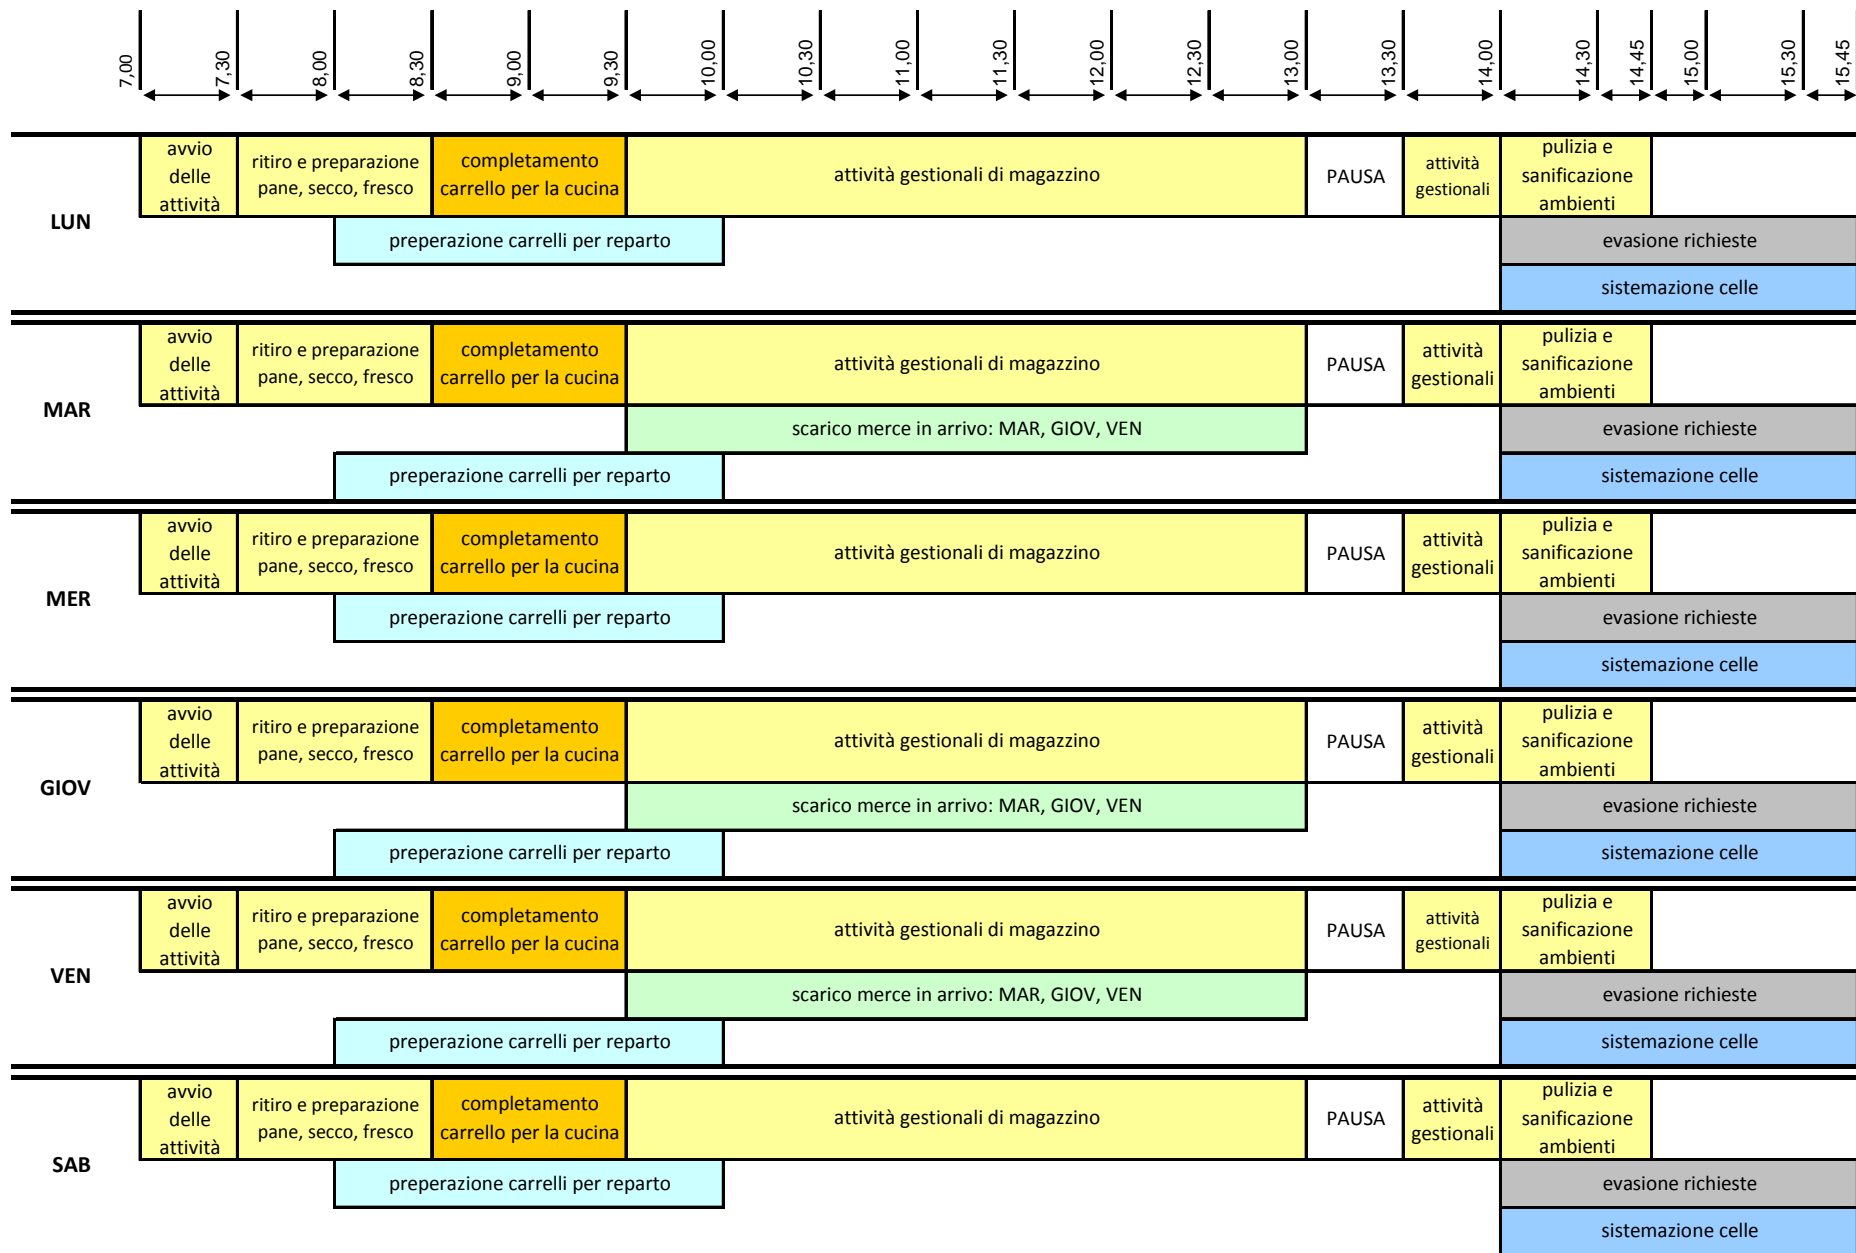 7,00
7,30
8,00
8,30
9,00
9,30
10,00
10,30
11,00
11,30
12,00
12,30
13,00
13,30
14,00
14,30
14,45
15,00
15,30
15,45
LUN
avvio
delle
attività
ritiro e preparazione
pane, secco, fresco
completamento
carrello per la cucina
attività gestionali di magazzino
PAUSA
attività
gestionali
pulizia e
sanificazione
ambienti
preperazione carrelli per reparto
evasione richieste
sistemazione celle
MAR
avvio
delle
attività
ritiro e preparazione
pane, secco, fresco
completamento
carrello per la cucina
attività gestionali di magazzino
PAUSA
attività
gestionali
pulizia e
sanificazione
ambienti
scarico merce in arrivo: MAR, GIOV, VEN
evasione richieste
preperazione carrelli per reparto
sistemazione celle
MER
avvio
delle
attività
ritiro e preparazione
pane, secco, fresco
completamento
carrello per la cucina
attività gestionali di magazzino
PAUSA
attività
gestionali
pulizia e
sanificazione
ambienti
preperazione carrelli per reparto
evasione richieste
sistemazione celle
GIOV
avvio
delle
attività
ritiro e preparazione
pane, secco, fresco
completamento
carrello per la cucina
attività gestionali di magazzino
PAUSA
attività
gestionali
pulizia e
sanificazione
ambienti
scarico merce in arrivo: MAR, GIOV, VEN
evasione richieste
preperazione carrelli per reparto
sistemazione celle
VEN
avvio
delle
attività
ritiro e preparazione
pane, secco, fresco
completamento
carrello per la cucina
attività gestionali di magazzino
PAUSA
attività
gestionali
pulizia e
sanificazione
ambienti
scarico merce in arrivo: MAR, GIOV, VEN
evasione richieste
preperazione carrelli per reparto
sistemazione celle
SAB
avvio
delle
attività
ritiro e preparazione
pane, secco, fresco
completamento
carrello per la cucina
attività gestionali di magazzino
PAUSA
attività
gestionali
pulizia e
sanificazione
ambienti
preperazione carrelli per reparto
evasione richieste
sistemazione celle